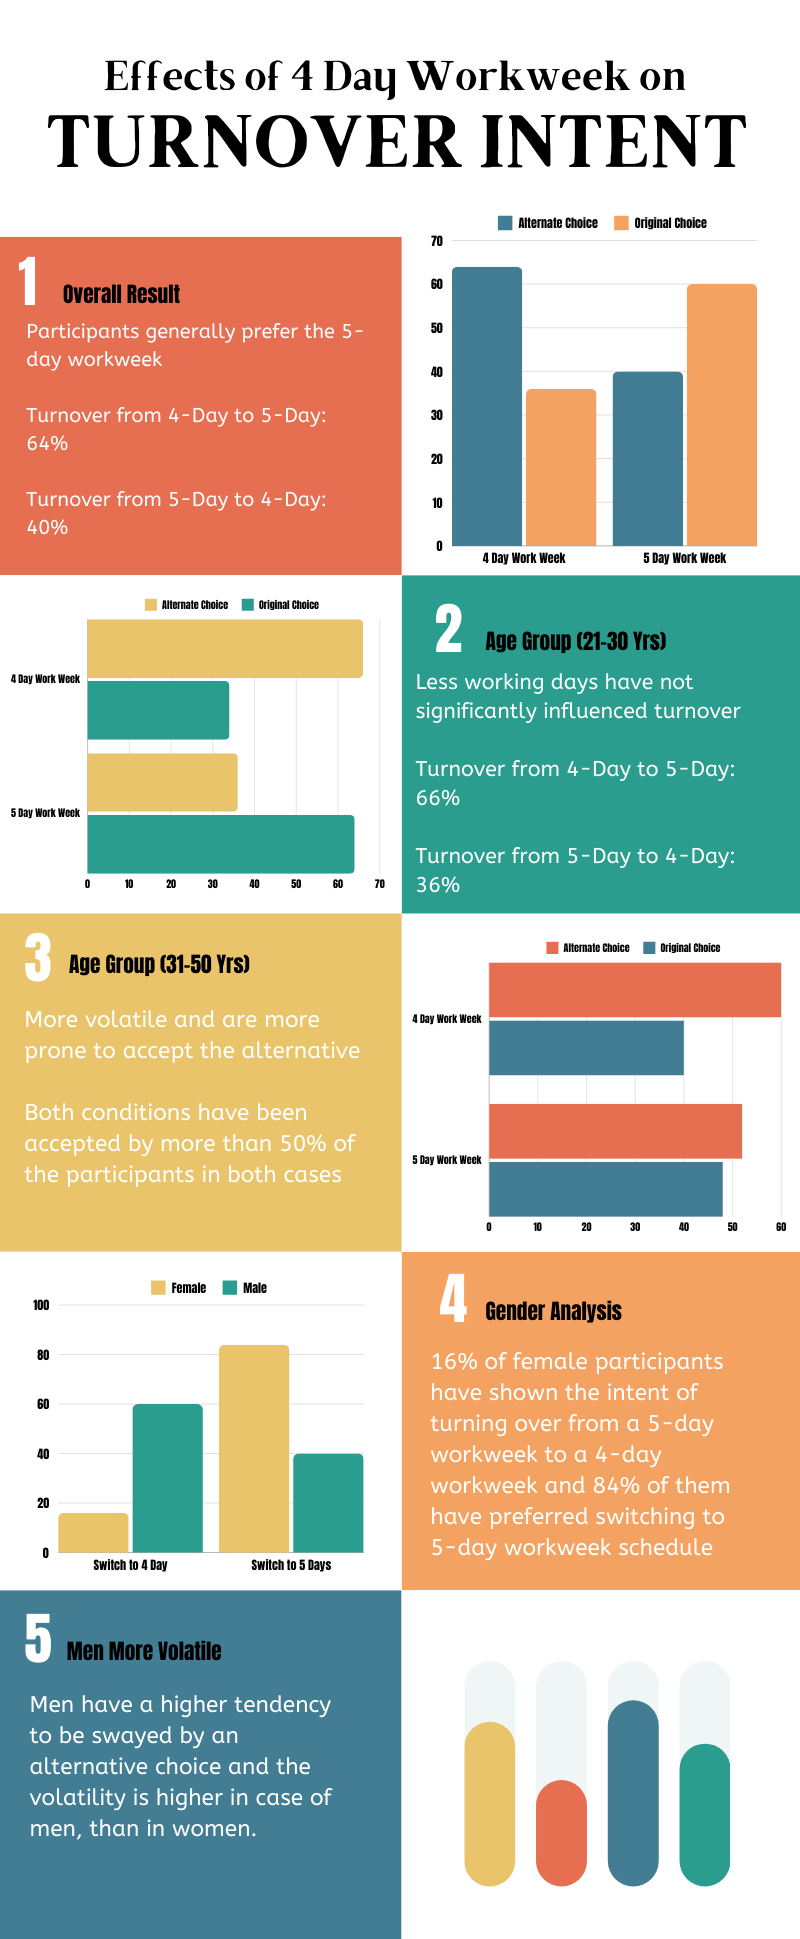 Effects of 4 Day Workweek on
TURNOVER INTENT
1
Overall Result
Participants generally prefer the 5-
day workweek
Turnover from 4-Day to 5-Day:
64%
Turnover from 5-Day to 4-Day:
40%
Alternate Choice Original Choice
70
60
50
40
30
20
10
0
4 Day Work Week 5 Day Work Week
Alternate Choice Original Choice
4 Day Work Week
5 Day Work Week
0 10 20 30 40 50 60 70
2
Age Group (21-30 Yrs)
Less working days have not
significantly influenced turnover
Turnover from 4-Day to 5-Day:
66%
Turnover from 5-Day to 4-Day:
36%
3
Age Group (31-50 Yrs)
More volatile and are more
prone to accept the alternative
Both conditions have been
accepted by more than 50% of
the participants in both cases
Alternate Choice Original Choice
4 Day Work Week
5 Day Work Week
0 10 20 30 40 50 60
Female Male
100
80
60
40
20
0
Switch to 4 Day Switch to 5 Days
4
Gender Analysis
16% of female participants
have shown the intent of
turning over from a 5-day
workweek to a 4-day
workweek and 84% of them
have preferred switching to
5-day workweek schedule
5
Men More Volatile
Men have a higher tendency
to be swayed by an
alternative choice and the
volatility is higher in case of
men, than in women.